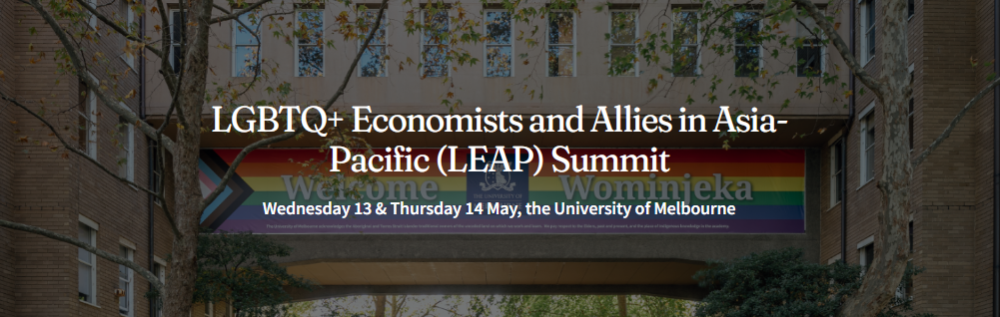 LGBTQ+ Economists and Allies in Asia-
Pacific (LEAP) Summit
Welcome
Wominjeka
Wednesday 13 & Thursday 14 May, the University of Melbourne